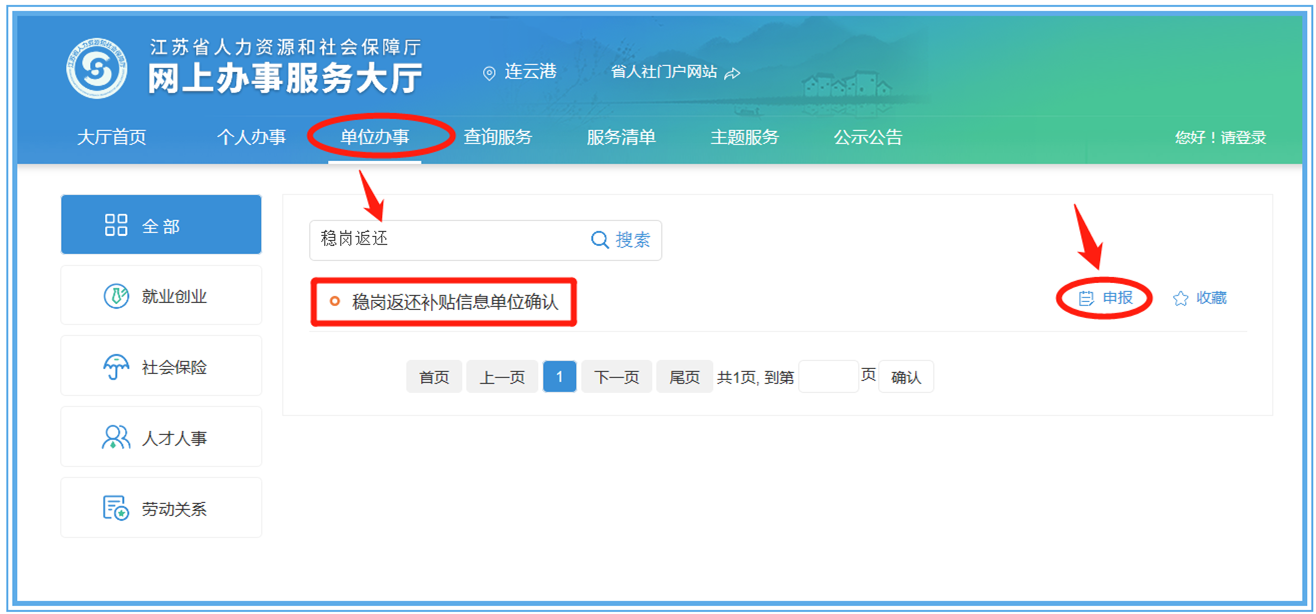 江苏省人力资源和社会保障厅
网上办事服务大厅
连云港
省人社门户网站
大厅首页 个人办事 单位办事 查询服务 服务清单 主题服务 公示公告 您好！请登录
全部
就业创业
社会保险
人才人事
劳动关系
稳岗返还 搜索
稳岗返还补贴信息单位确认 申报 收藏
首页 上一页 1 下一页 尾页 共1页, 到第 页 确认